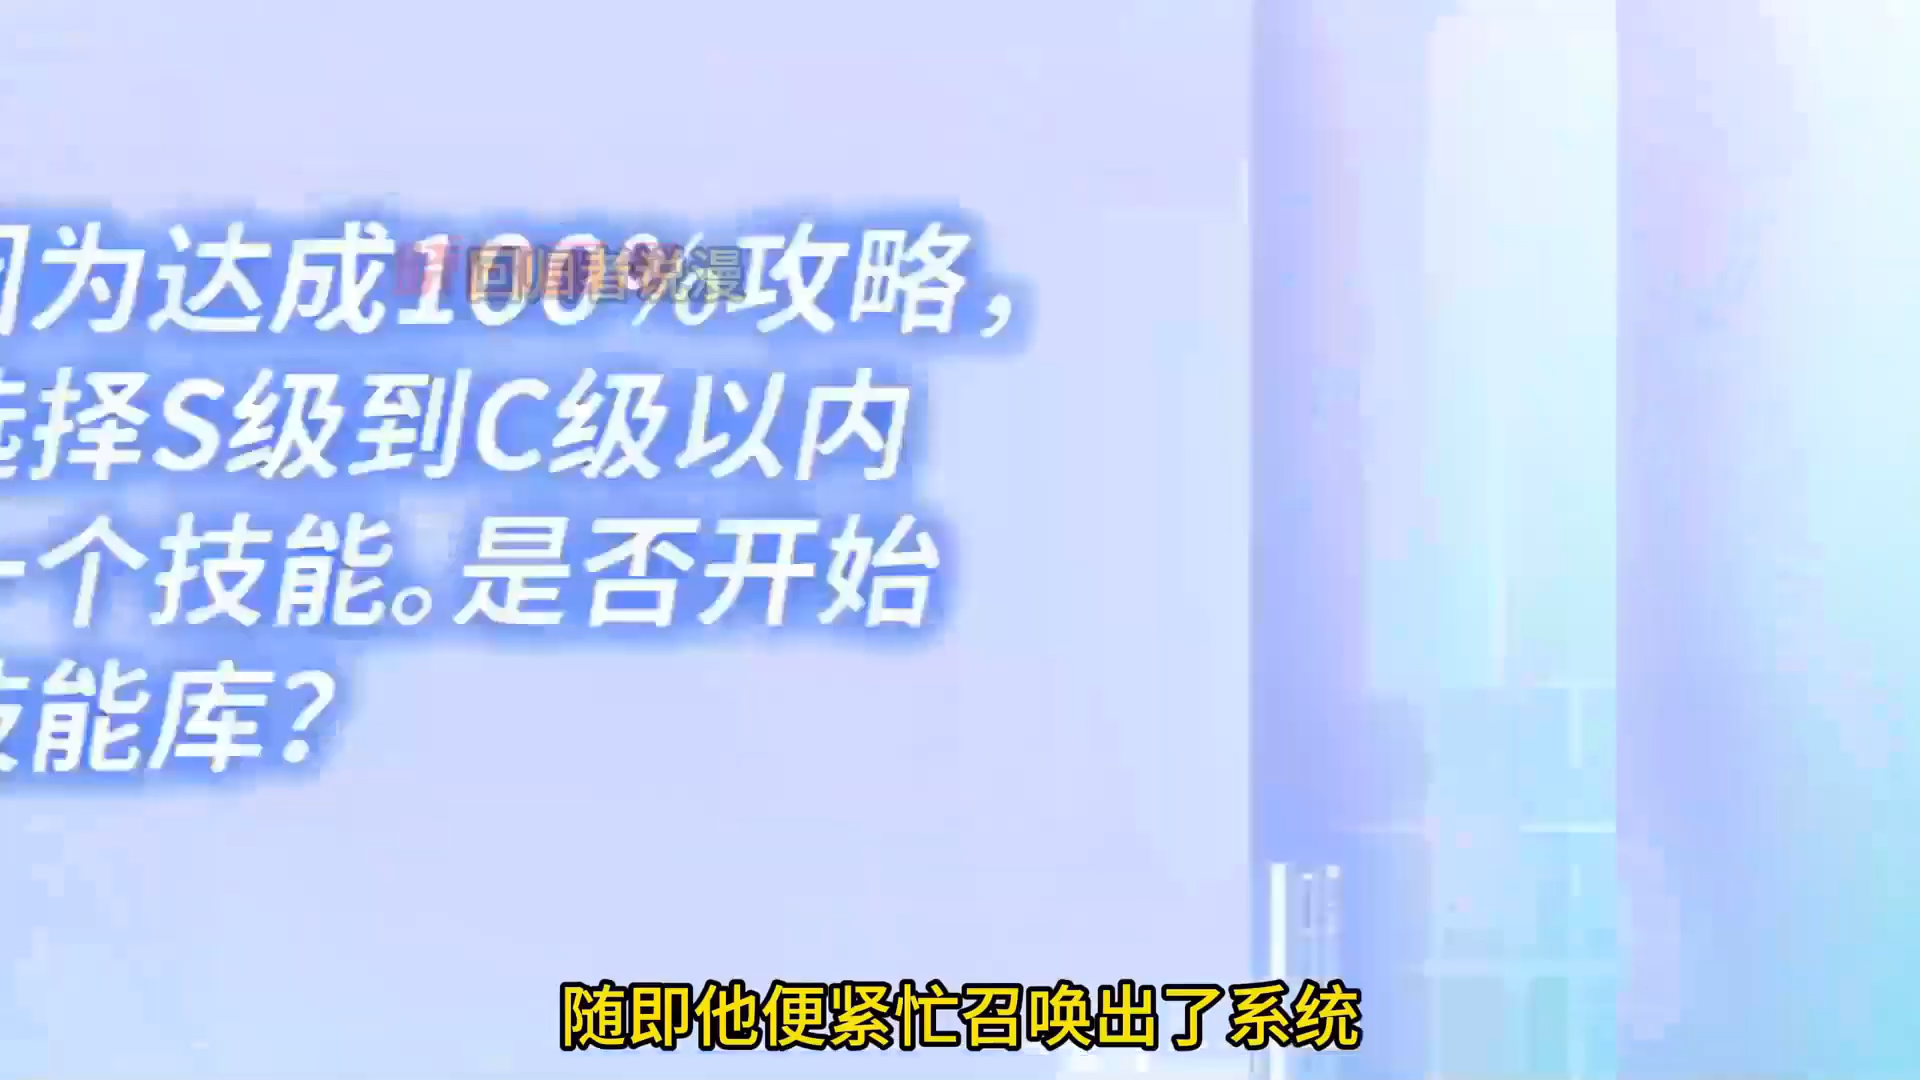 因为达成100%攻略，
选择S级到C级以内
一个技能。是否开始
技能库？
听 回归者说漫
随即他便紧忙召唤出了系统